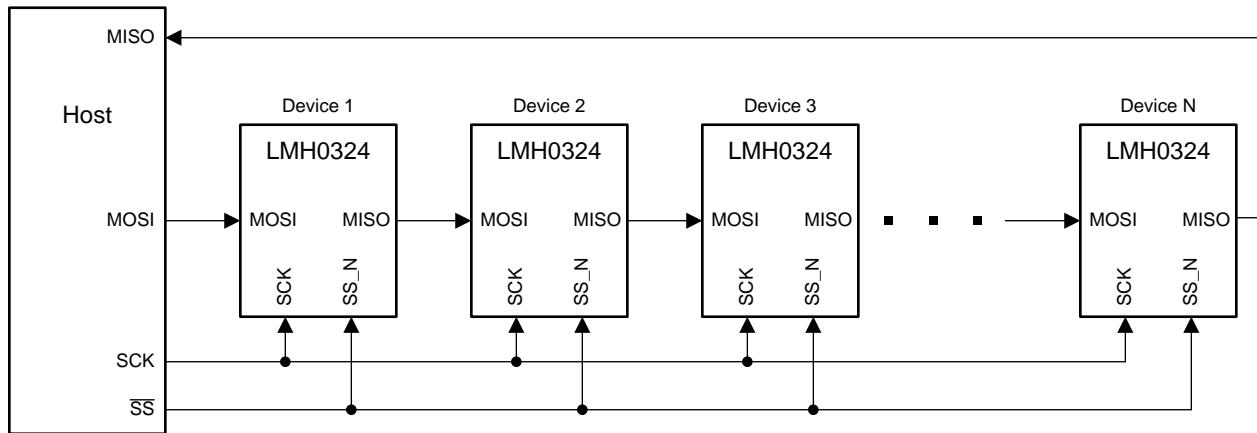 MISO
Host
Device 1 Device 2 Device 3 Device N
LMH0324 LMH0324 LMH0324 LMH0324
MOSI MOSI MISO MOSI MISO MOSI MISO MOSI MISO
SCK SS_N SCK SS_N SCK SS_N SCK SS_N
SCK
SS